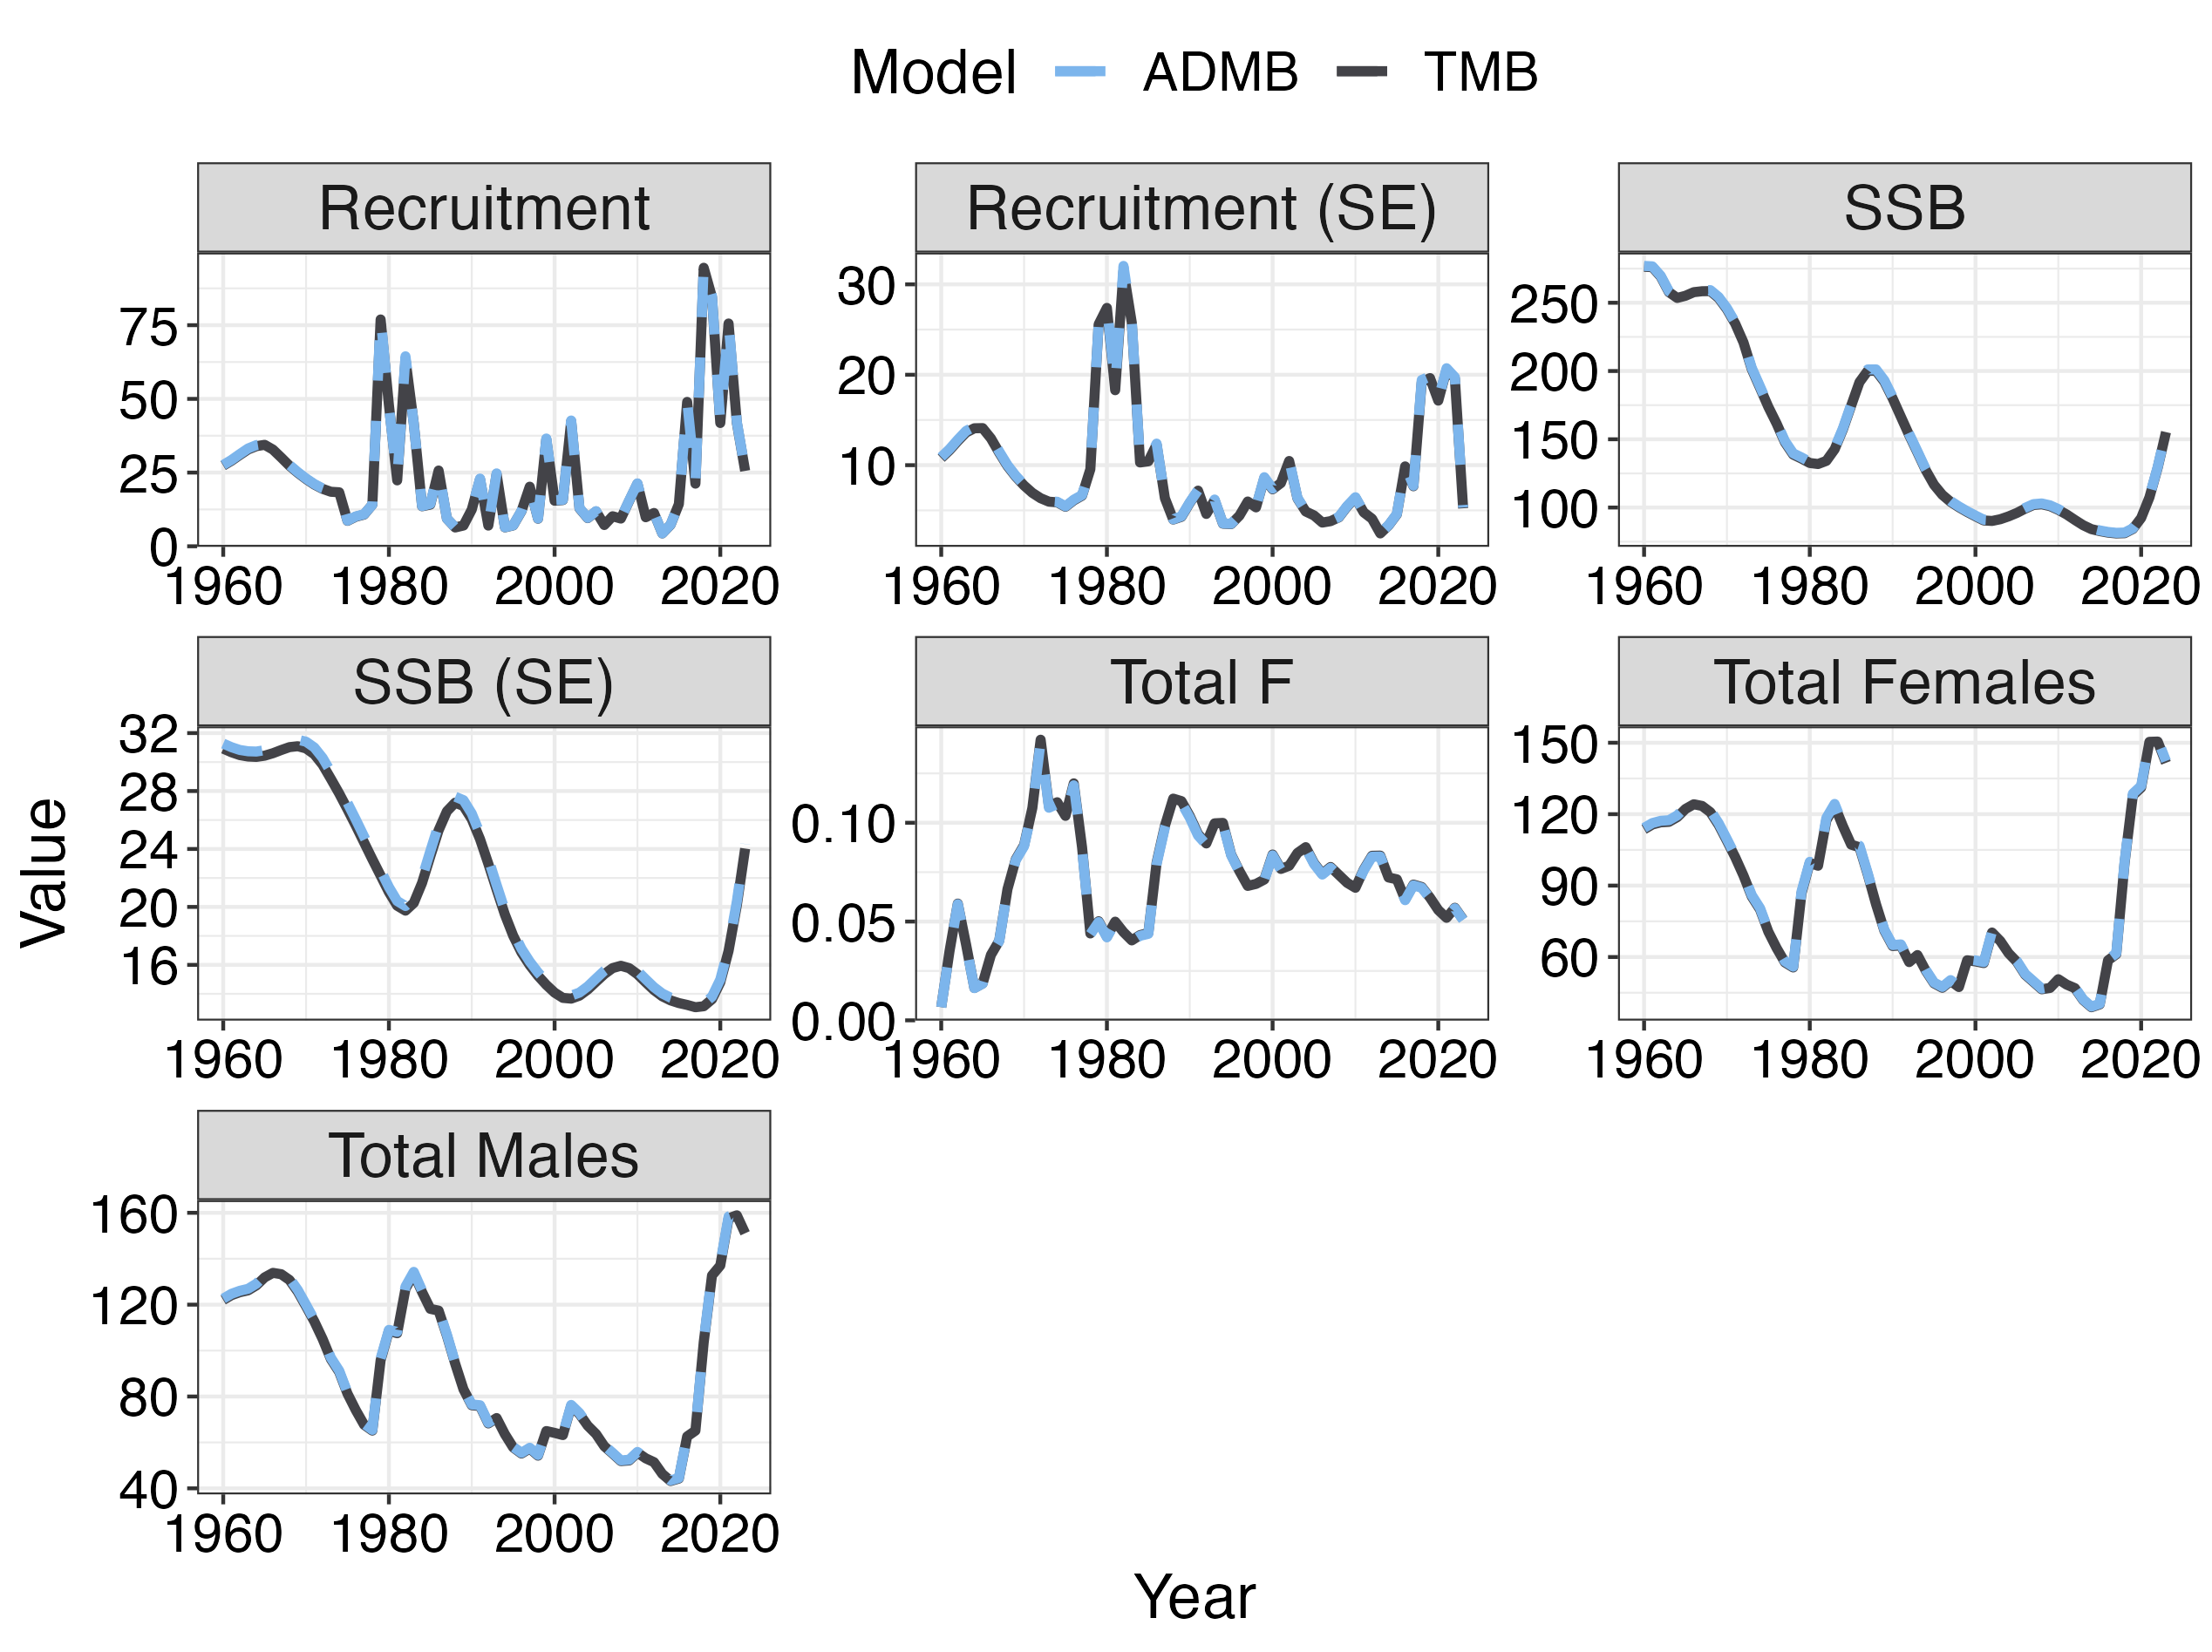 Model ADMB TMB
Recruitment Recruitment (SE) SSB
75 50 25 0
30 20 10
250 200 150 100
1960 1980 2000 2020 1960 1980 2000 2020 1960 1980 2000 2020
SSB (SE) Total F Total Females
32 28 24 20 16
0.10 0.05 0.00
150 120 90 60
1960 1980 2000 2020 1960 1980 2000 2020 1960 1980 2000 2020
Value
Total Males
160 120 80 40
1960 1980 2000 2020
Year